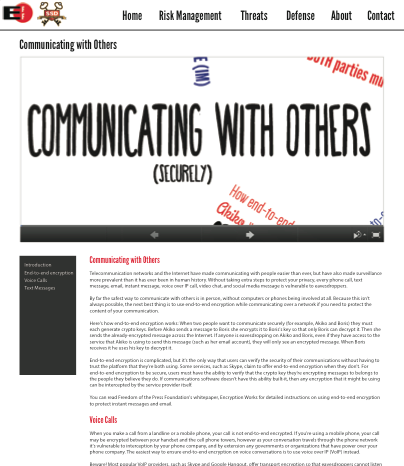 EFF SSD
Home Risk Management Threats Defense About Contact
Communicating with Others
E (IM)
BOTH parties mu
COMMUNICATING WITH OTHERS
(SECURELY)
How end-to-end
Akiko
Introduction
End-to-end encryption
Voice Calls
Text Messages
Communicating with Others
Telecommunication networks and the Internet have made communicating with people easier than ever, but have also made surveillance
more prevalent than it has ever been in human history. Without taking extra steps to protect your privacy, every phone call, text
message, email, instant message, voice over IP call, video chat, and social media message is vulnerable to eavesdroppers.
By far the safest way to communicate with others is in person, without computers or phones being involved at all. Because this isn't
always possible, the next best thing is to use end-to-end encryption while communicating over a network if you need to protect the
content of your communication.
Here's how end-to-end encryption works: When two people want to communicate securely (for example, Akiko and Boris) they must
each generate crypto keys. Before Akiko sends a message to Boris she encrypts it to Boris's key so that only Boris can decrypt it. Then she
sends the already-encrypted message across the Internet. If anyone is eavesdropping on Akiko and Boris, even if they have access to the
service that Akiko is using to send this message (such as her email account), they will only see an encrypted message. When Boris
receives it he uses his key to decrypt it.
End-to-end encryption is complicated, but it's the only way that users can verify the security of their communications without having to
trust the platform that they're both using. Some services, such as Skype, claim to offer end-to-end encryption when they don't. For
end-to-end encryption to be secure, users must have the ability to verify that the crypto key they're encrypting messages to belongs to
the people they believe they do. If communications software doesn't have this ability built-it, then any encryption that it might be using
can be intercepted by the service provider itself.
You can read Freedom of the Press Foundation's whitepaper, Encryption Works for detailed instructions on using end-to-end encryption
to protect instant messages and email.
Voice Calls
When you make a call from a landline or a mobile phone, your call is not end-to-end encrypted. If you're using a mobile phone, your call
may be encrypted between your handset and the cell phone towers, however as your conversation travels through the phone network
it's vulnerable to interception by your phone company, and by extension any governments or organizations that have power over your
phone company. The easiest way to ensure end-to-end encryption on voice conversations is to use voice over IP (VoIP) instead.
Beware! Most popular VoIP providers, such as Skype and Google Hangout, offer transport encryption so that eavesdroppers cannot listen